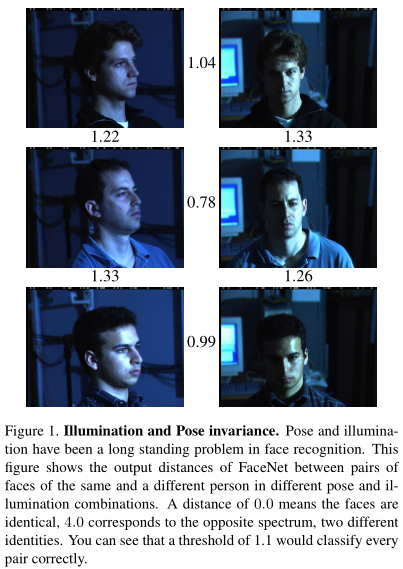 1.04
1.22 1.33
0.78
1.33 1.26
0.99
Figure 1. Illumination and Pose invariance. Pose and illumina-
tion have been a long standing problem in face recognition. This
figure shows the output distances of FaceNet between pairs of
faces of the same and a different person in different pose and il-
lumination combinations. A distance of 0.0 means the faces are
identical, 4.0 corresponds to the opposite spectrum, two different
identities. You can see that a threshold of 1.1 would classify every
pair correctly.